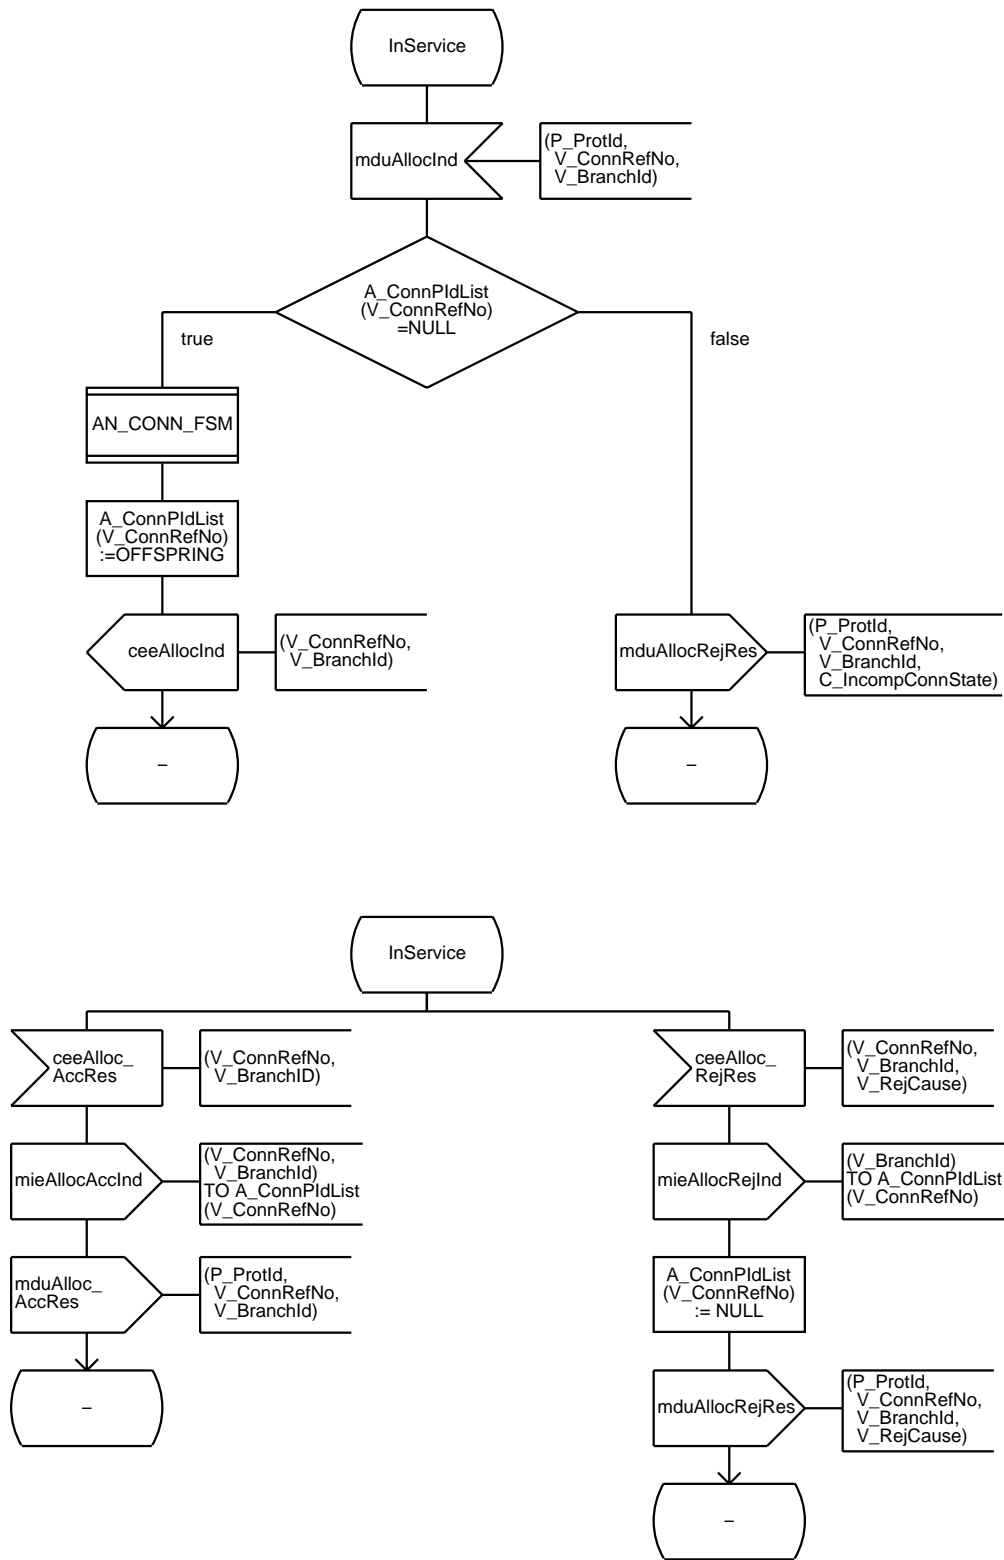 InService
mduAllocInd
(P_ProtId,
V_ConnRefNo,
V_BranchId)
A_ConnPIdList
(V_ConnRefNo)
=NULL
true
false
AN_CONN_FSM
A_ConnPIdList
(V_ConnRefNo)
:=OFFSPRING
ceeAllocInd
(V_ConnRefNo,
V_BranchId)
mduAllocRejRes
(P_ProtId,
V_ConnRefNo,
V_BranchId,
C_IncompConnState)
–
–
InService
ceeAlloc_
AccRes
(V_ConnRefNo,
V_BranchID)
ceeAlloc_
RejRes
(V_ConnRefNo,
V_BranchId,
V_RejCause)
mieAllocAccInd
(V_ConnRefNo,
V_BranchId)
TO A_ConnPIdList
(V_ConnRefNo)
mieAllocRejInd
(V_BranchId)
TO A_ConnPIdList
(V_ConnRefNo)
mduAlloc_
AccRes
(P_ProtId,
V_ConnRefNo,
V_BranchId)
A_ConnPIdList
(V_ConnRefNo)
:= NULL
–
mduAllocRejRes
(P_ProtId,
V_ConnRefNo,
V_BranchId,
V_RejCause)
–